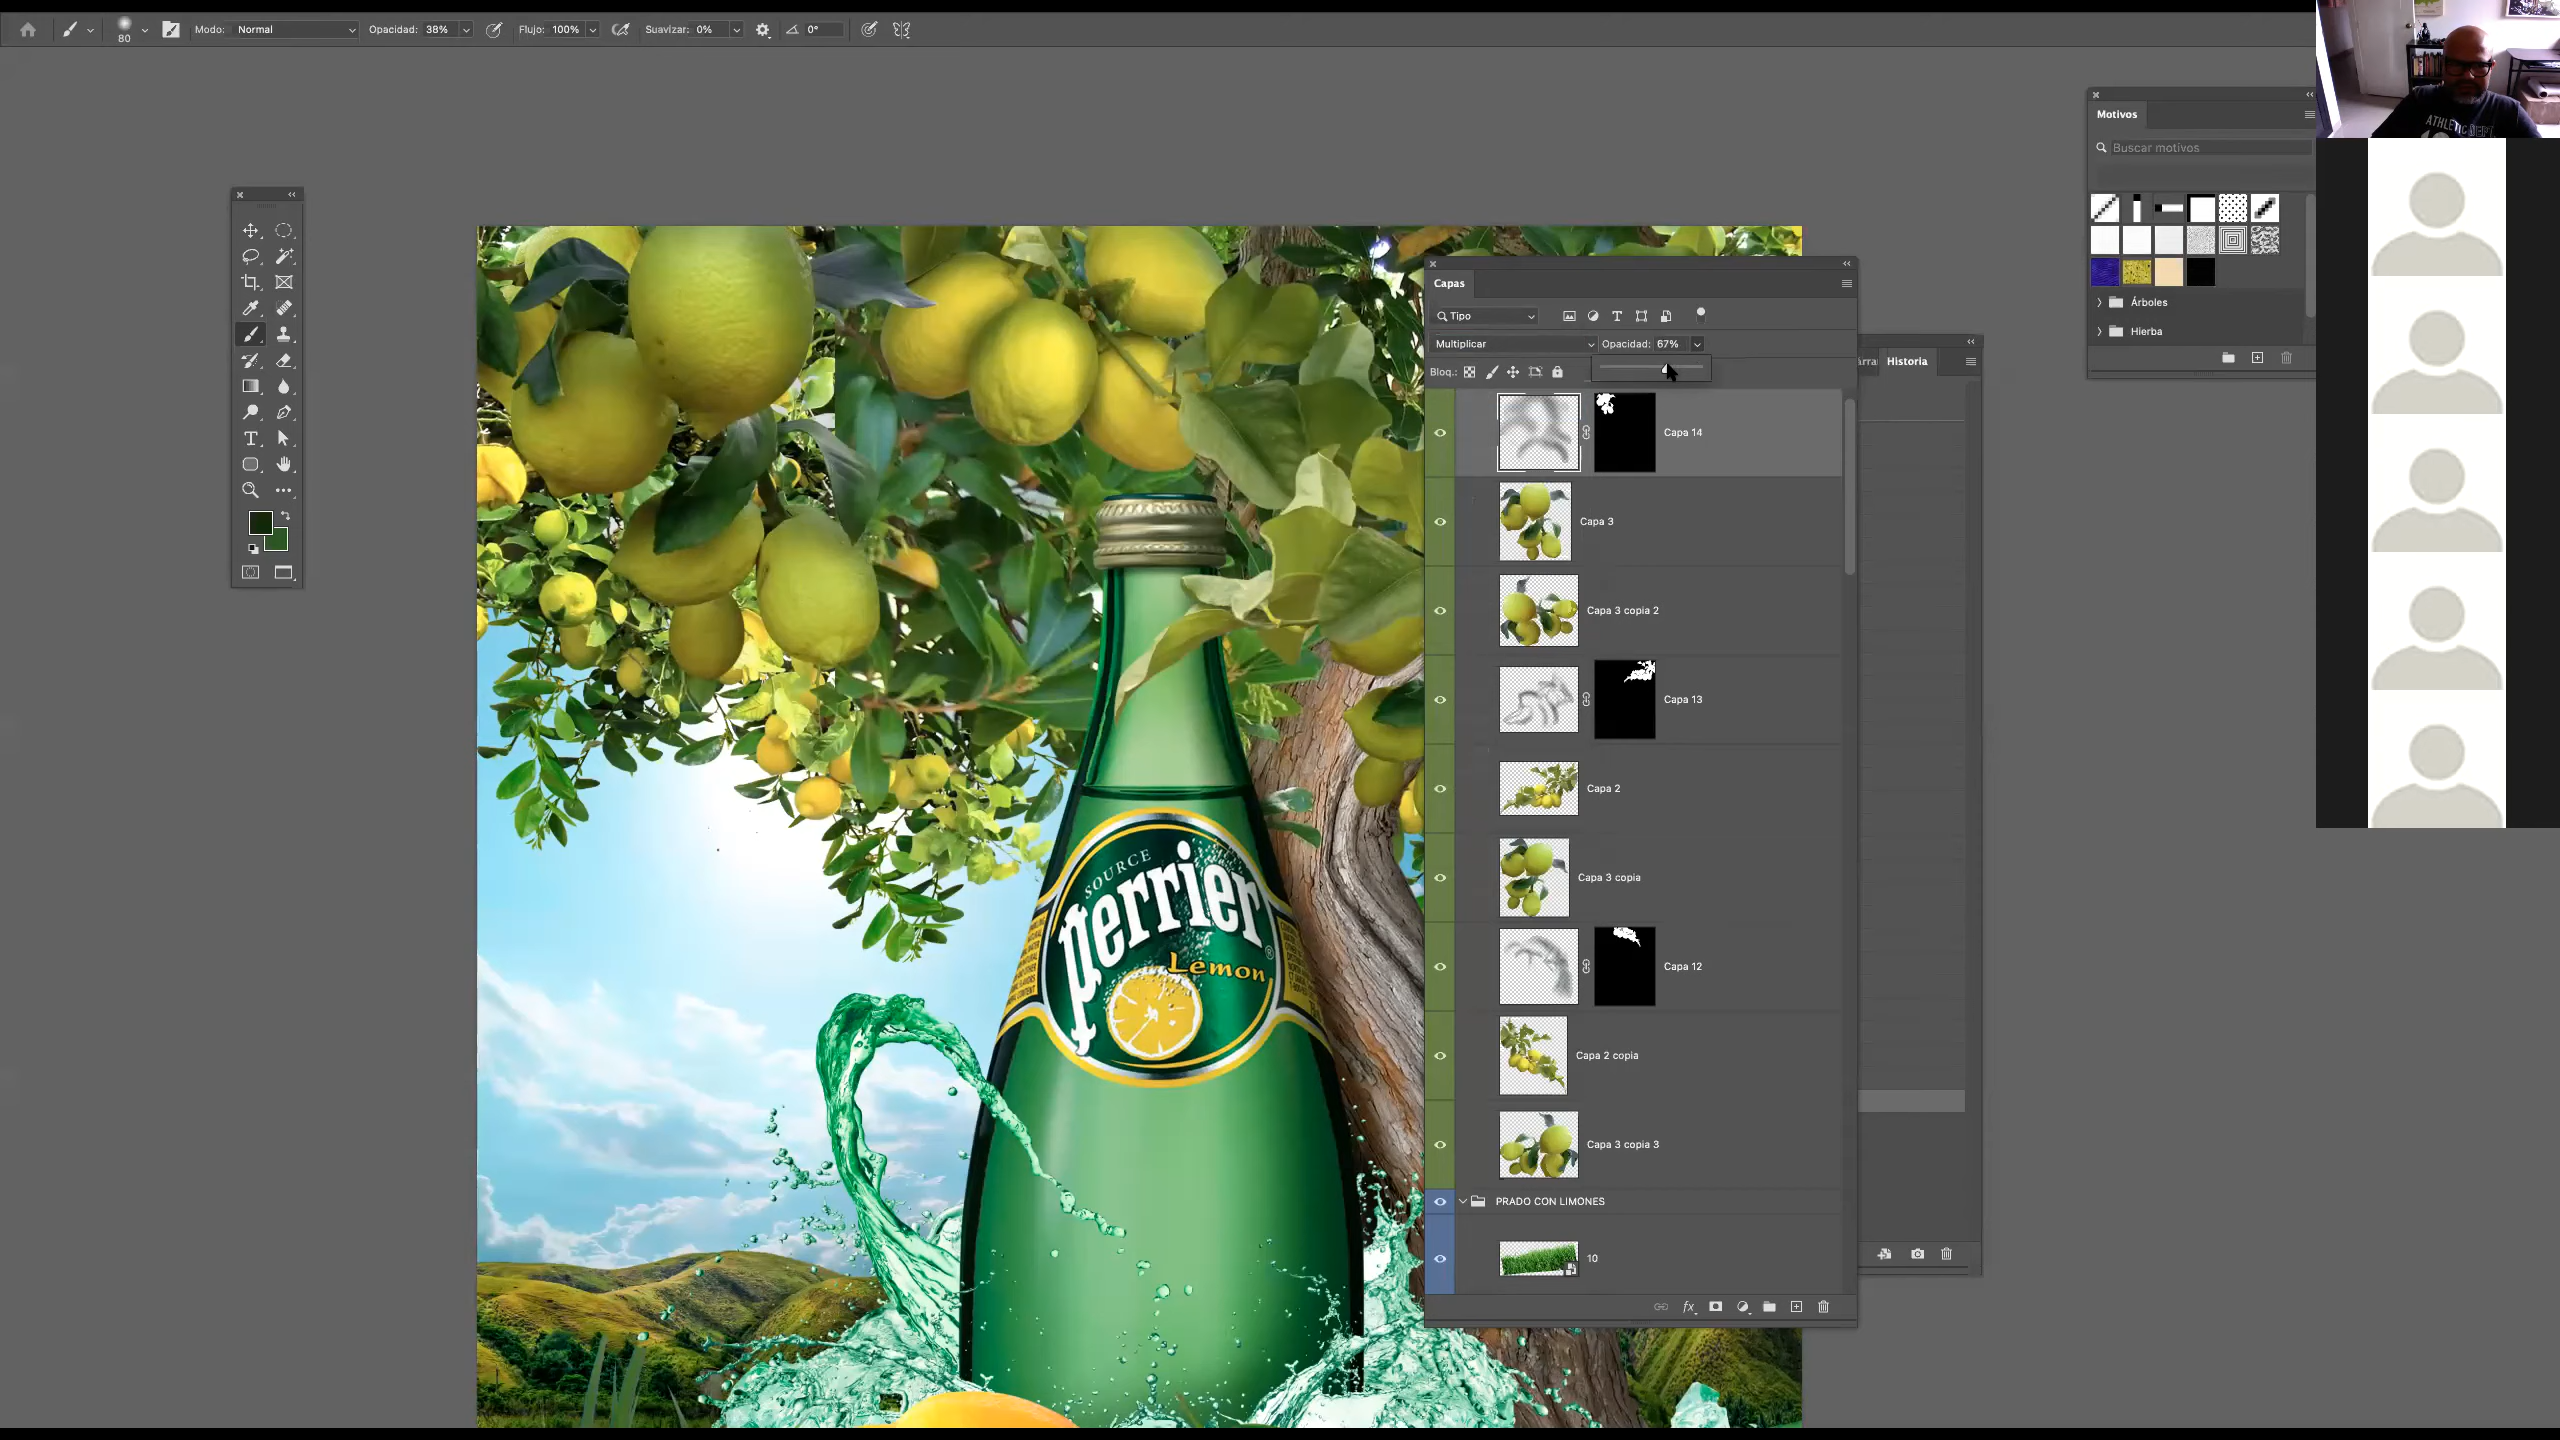 80
Modo: Normal
Opacidad: 38%
Flujo: 100%
Suavizar: 0%
0°
ATHLETIC DEPT.
Motivos
Buscar motivos
Árboles
Hierba
Capas
Tipo
Multiplicar
Opacidad: 67%
Bloq.:
Historia
Capa 14
Capa 3
Capa 3 copia 2
Capa 13
Capa 2
Capa 3 copia
Capa 12
Capa 2 copia
Capa 3 copia 3
PRADO CON LIMONES
10
SOURCE
perrier®
Lemon